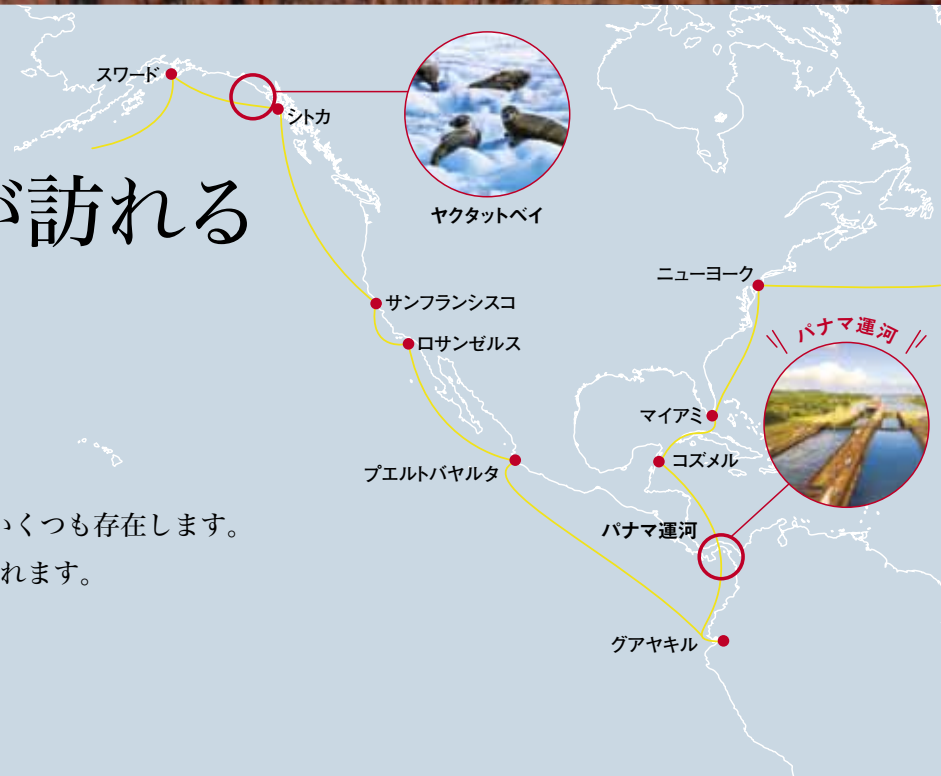 スワード
シトカ
ヤクタットベイ
が訪れる
ニューヨーク
サンフランシスコ
パナマ運河
ロサンゼルス
マイアミ
コズメル
プエルトバヤルタ
いくつも存在します。
パナマ運河
れます。
グアヤキル